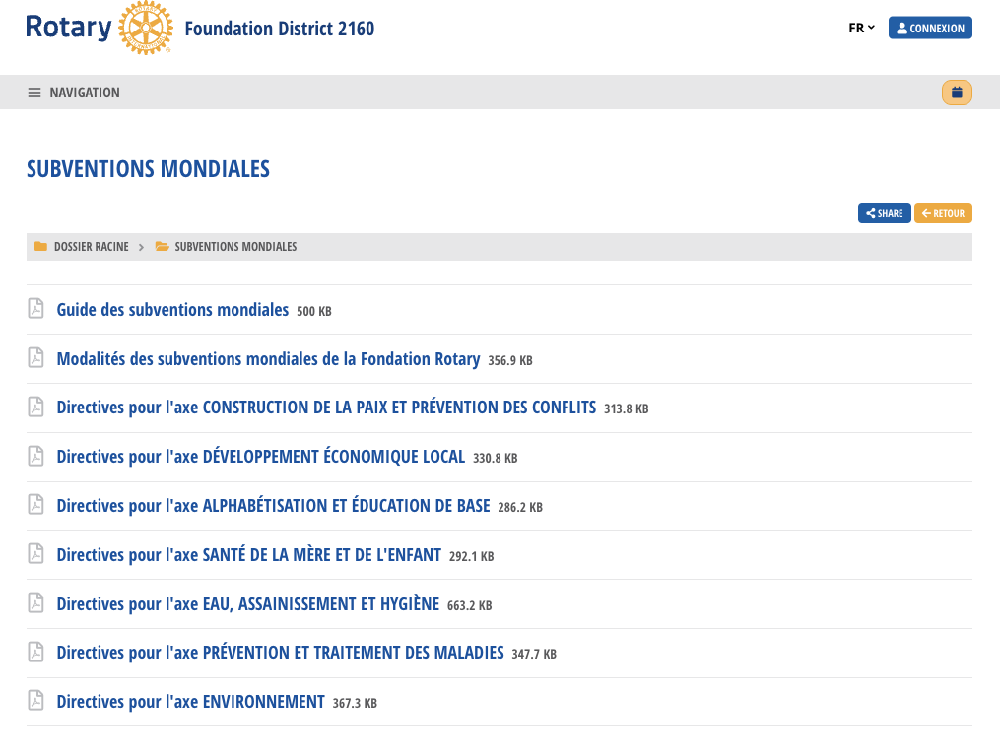 Rotary
Foundation District 2160
FR
CONNEXION
NAVIGATION
SUBVENTIONS MONDIALES
SHARE
RETOUR
DOSSIER RACINE
SUBVENTIONS MONDIALES
Guide des subventions mondiales 500 KB
Modalités des subventions mondiales de la Fondation Rotary 356.9 KB
Directives pour l'axe CONSTRUCTION DE LA PAIX ET PRÉVENTION DES CONFLITS 313.8 KB
Directives pour l'axe DÉVELOPPEMENT ÉCONOMIQUE LOCAL 330.8 KB
Directives pour l'axe ALPHABÉTISATION ET ÉDUCATION DE BASE 286.2 KB
Directives pour l'axe SANTÉ DE LA MÈRE ET DE L'ENFANT 292.1 KB
Directives pour l'axe EAU, ASSAINISSEMENT ET HYGIÈNE 663.2 KB
Directives pour l'axe PRÉVENTION ET TRAITEMENT DES MALADIES 347.7 KB
Directives pour l'axe ENVIRONNEMENT 367.3 KB